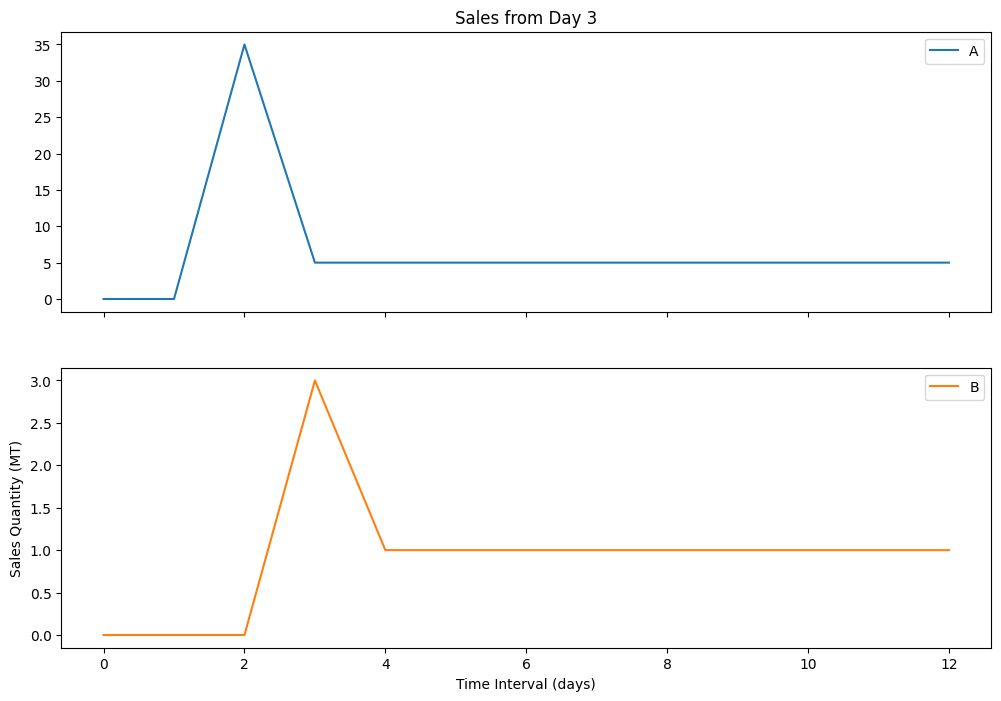 Sales from Day 3
A
35
30
25
20
15
10
5
0
B
3.0
2.5
2.0
1.5
1.0
0.5
0.0
Sales Quantity (MT)
0 2 4 6 8 10 12
Time Interval (days)